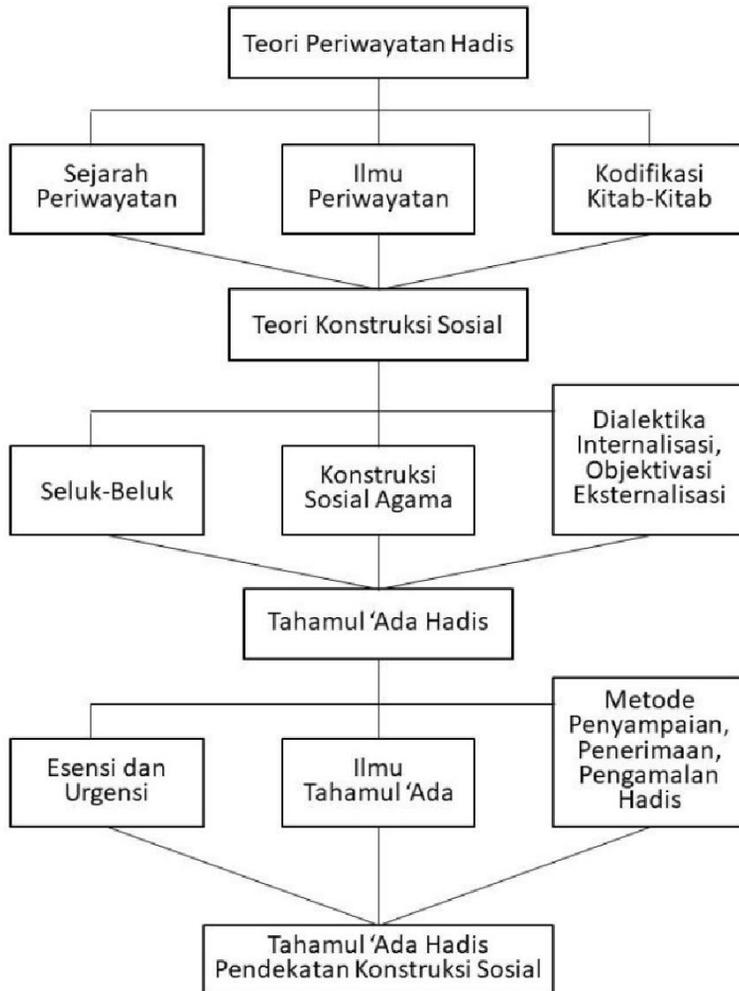 Teori Periwayatan Hadis
Sejarah
Periwayatan
Ilmu
Periwayatan
Kodifikasi
Kitab-Kitab
Teori Konstruksi Sosial
Seluk-Beluk
Konstruksi
Sosial Agama
Dialektika
Internalisasi,
Objektivasi
Eksternalisasi
Tahamul ‘Ada Hadis
Esensi dan
Urgensi
Ilmu
Tahamul ‘Ada
Metode
Penyampaian,
Penerimaan,
Pengamalan
Hadis
Tahamul ‘Ada Hadis
Pendekatan Konstruksi Sosial